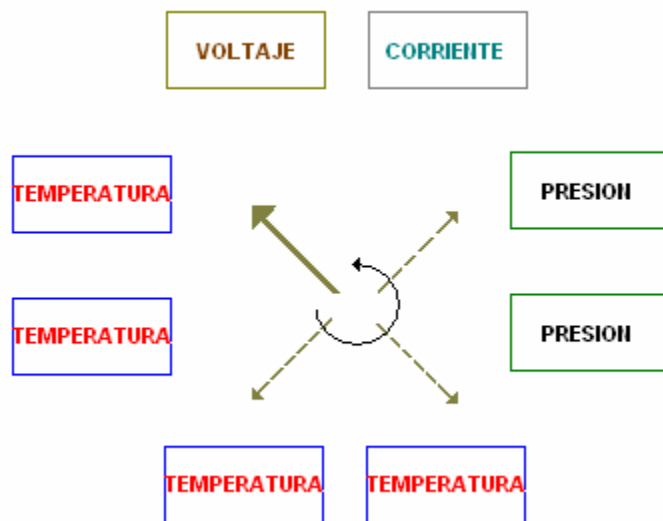 VOLTAJE
CORRIENTE
TEMPERATURA
PRESION
TEMPERATURA
PRESION
TEMPERATURA
TEMPERATURA